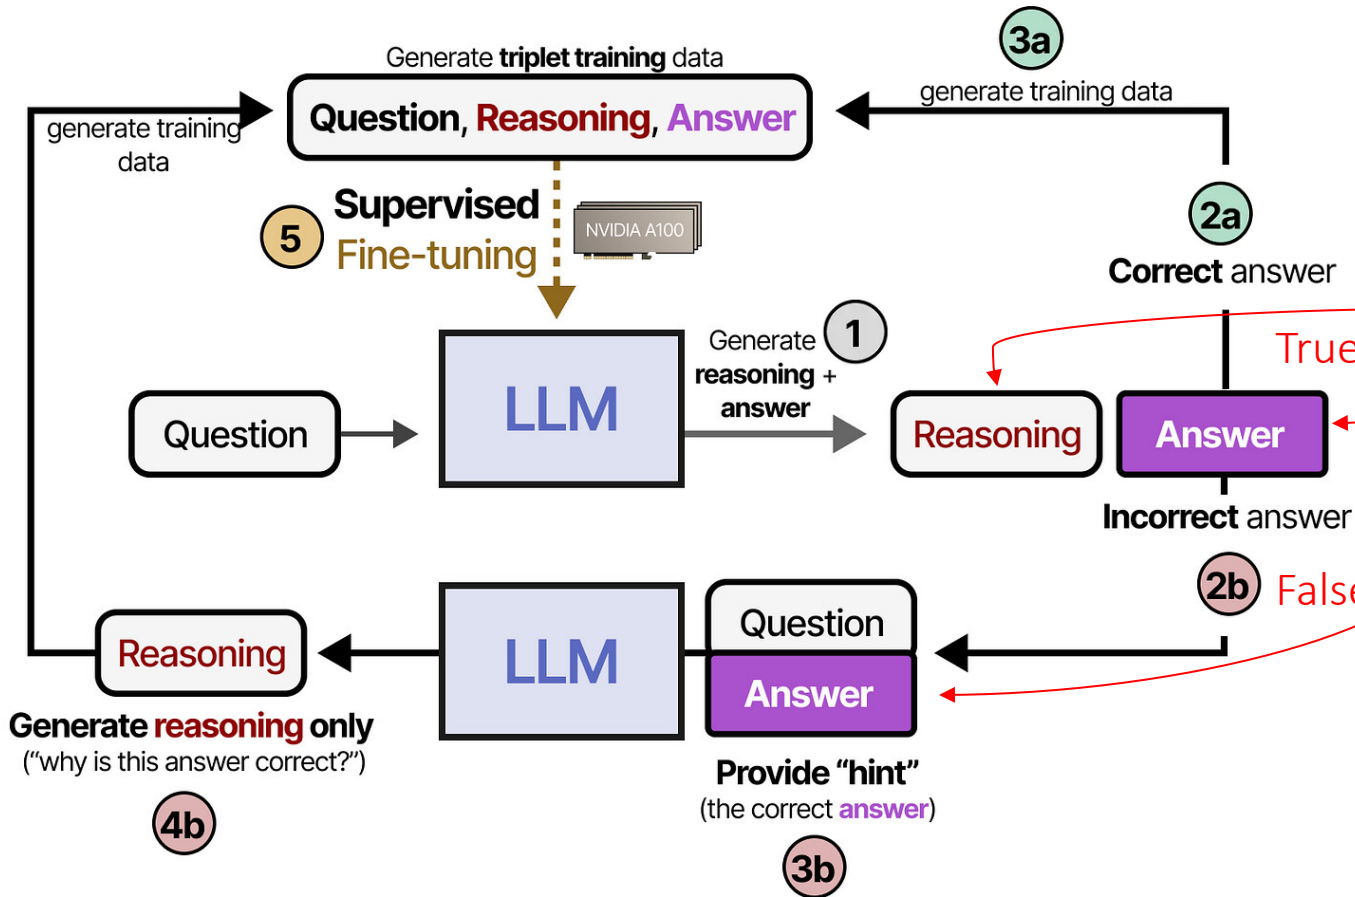 3a
Generate triplet training data
generate training data
Question, Reasoning, Answer
generate training
data
2a
Supervised
Fine-tuning
5
NVIDIA A100
Correct answer
1
Generate
reasoning +
answer
True
LLM
Question
Reasoning
Answer
Incorrect answer
2b
False
Question
Answer
LLM
Reasoning
Generate reasoning only
(“why is this answer correct?”)
4b
Provide “hint”
(the correct answer)
3b